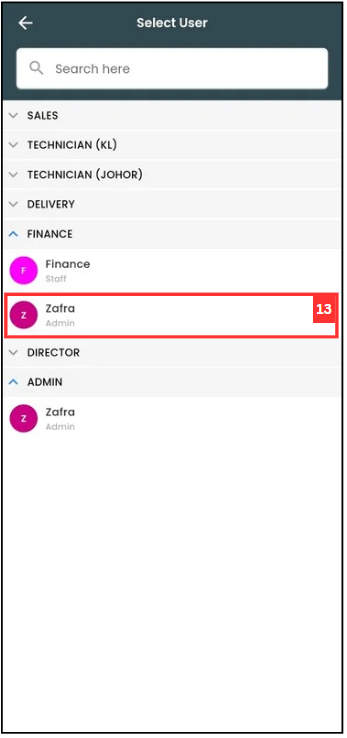 Select User
Search here
SALES
TECHNICIAN (KL)
TECHNICIAN (JOHOR)
DELIVERY
FINANCE
F
Finance
Staff
13
Z
Zafra
Admin
DIRECTOR
ADMIN
Z
Zafra
Admin